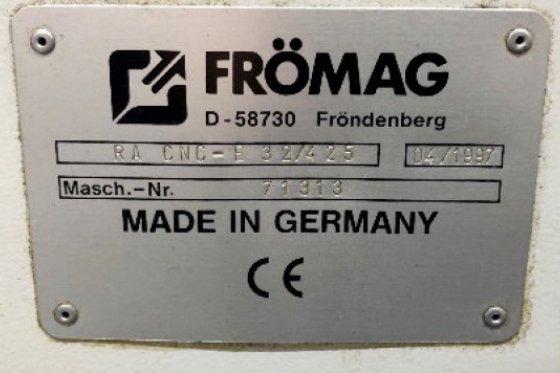 FRÖMAG
D-58730 Fröndenberg
RA CNC-E 32/425 04/1997
Masch.-Nr. 71313
MADE IN GERMANY
CE